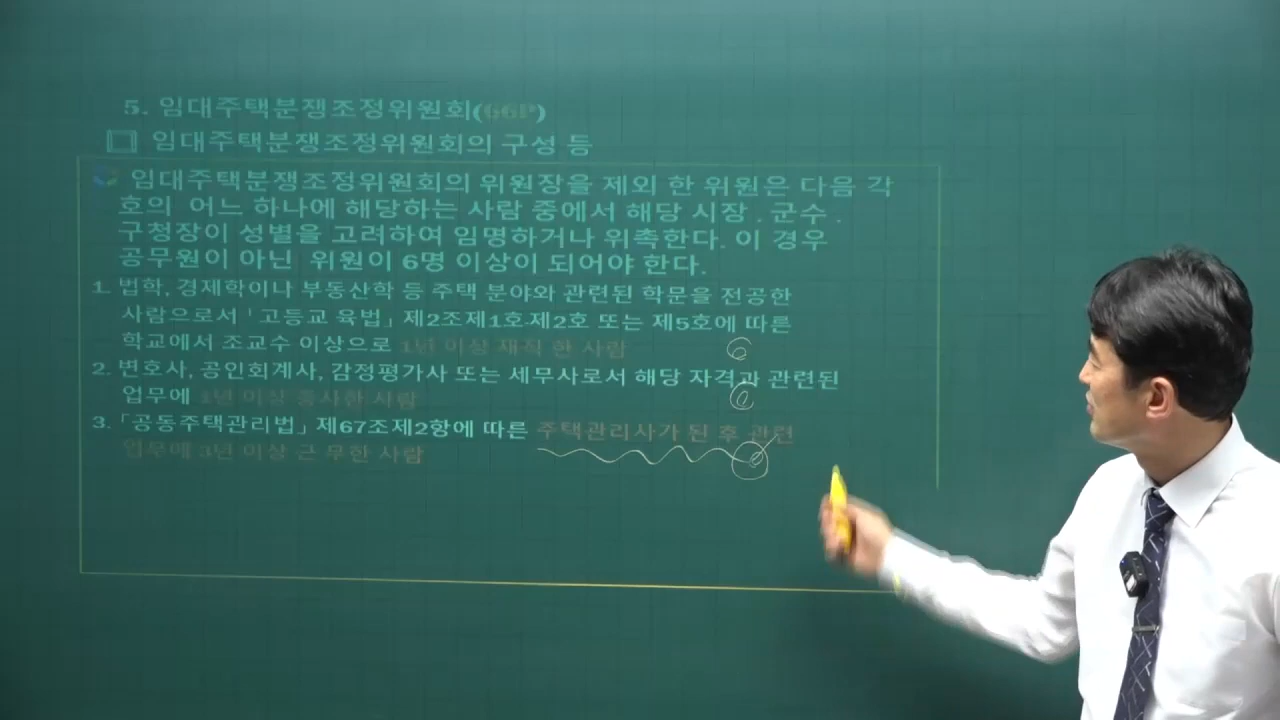 5. 임대주택분쟁조정위원회(66P)
임대주택분쟁조정위원회의 구성 등
임대주택분쟁조정위원회의 위원장을 제외 한 위원은 다음 각
호의 어느 하나에 해당하는 사람 중에서 해당 시장 . 군수 .
구청장이 성별을 고려하여 임명하거나 위촉한다. 이 경우
공무원이 아닌 위원이 6명 이상이 되어야 한다.
1. 법학, 경제학이나 부동산학 등 주택 분야와 관련된 학문을 전공한
사람으로서 「고등교 육법」 제2조제1호·제2호 또는 제5호에 따른
학교에서 조교수 이상으로 1년 이상 재직 한 사람
2. 변호사, 공인회계사, 감정평가사 또는 세무사로서 해당 자격과 관련된
업무에 1년 이상 종사한 사람
3. 「공동주택관리법」 제67조제2항에 따른 주택관리사가 된 후 관련
업무에 3년 이상 근 무한 사람